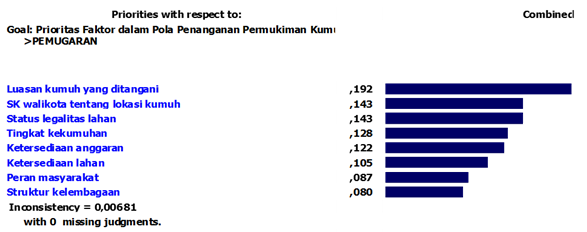 Priorities with respect to:
Combined
Goal: Prioritas Faktor dalam Pola Penanganan Permukiman Kumu
>PEMUGARAN
Luasan kumuh yang ditangani ,192
SK walikota tentang lokasi kumuh ,143
Status legalitas lahan ,143
Tingkat kekumuhan ,128
Ketersediaan anggaran ,122
Ketersediaan lahan ,105
Peran masyarakat ,087
Struktur kelembagaan ,080
Inconsistency = 0,00681
with 0 missing judgments.